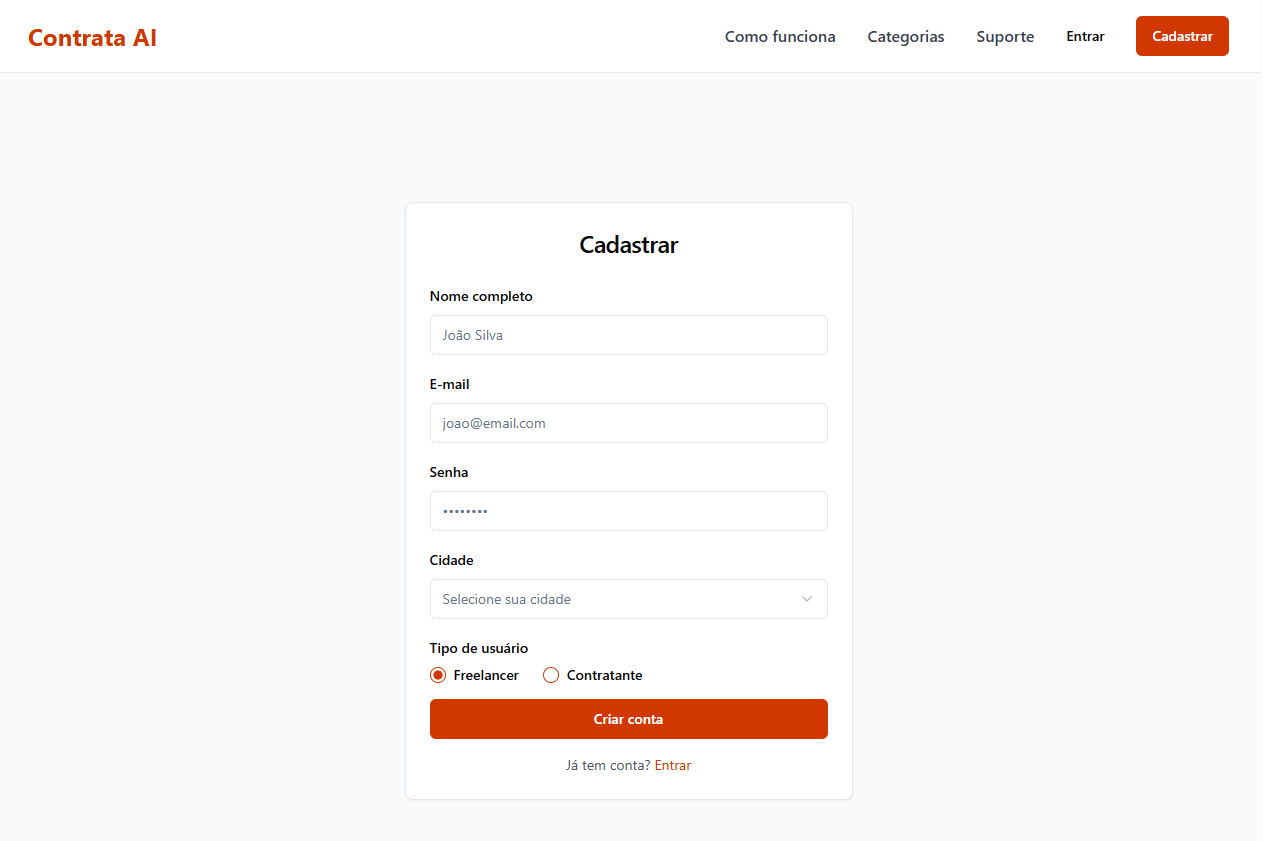 Contrata AI
Como funciona Categorias Suporte Entrar Cadastrar
Cadastrar
Nome completo
João Silva
E-mail
joao@email.com
Senha
••••••••
Cidade
Selecione sua cidade
Tipo de usuário
Freelancer Contratante
Criar conta
Já tem conta? Entrar